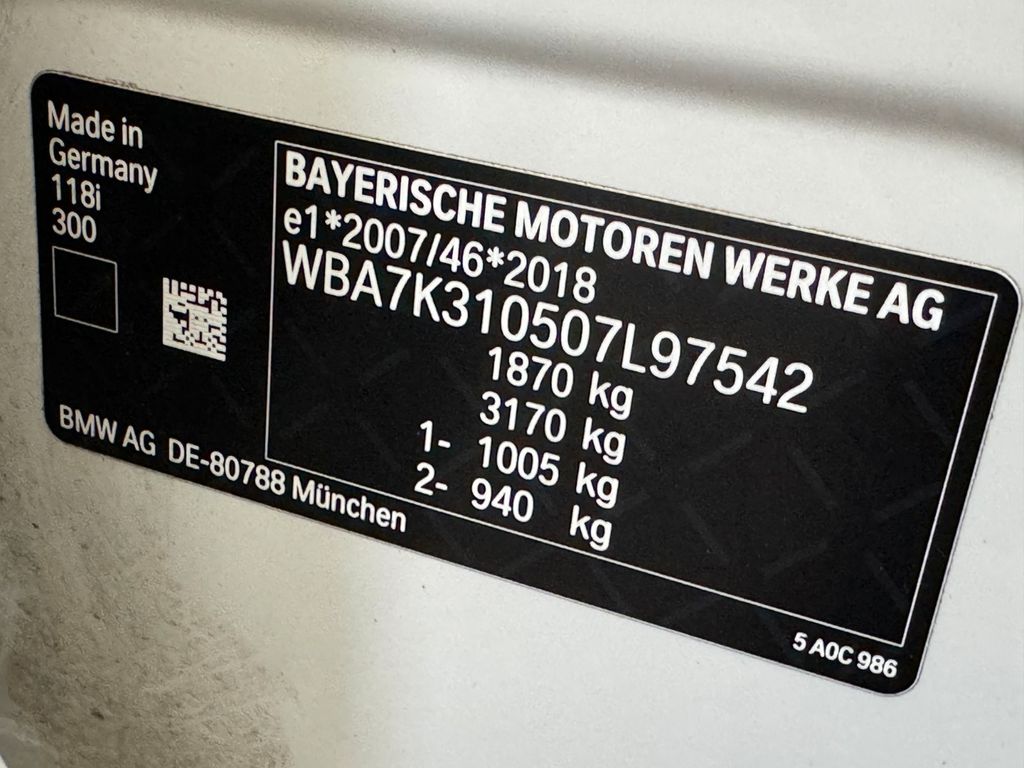 Made in
Germany
118i
300
BMW AG DE-80788 München
BAYERISCHE MOTOREN WERKE AG
e1*2007/46*2018
WBA7K310507L97542
1870 kg
3170 kg
1- 1005 kg
2- 940 kg
5 A0C 986